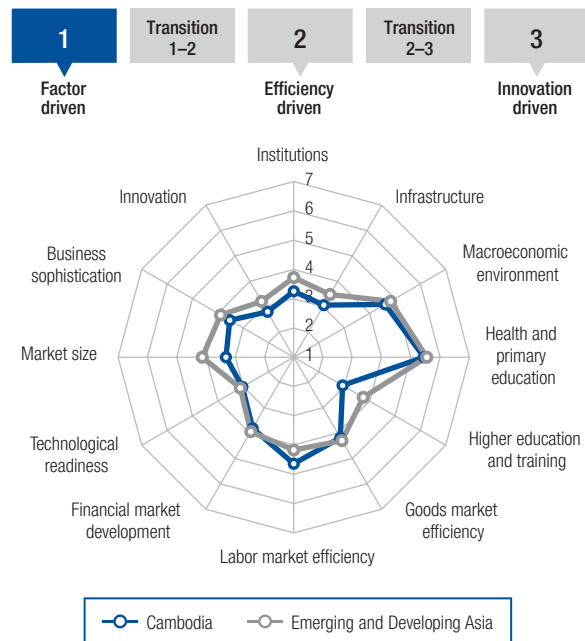 1
Transition
1–2
2
Transition
2–3
3
Factor
driven
Efficiency
driven
Innovation
driven
Institutions
7
Innovation
Infrastructure
6
5
Business
sophistication
Macroeconomic
environment
4
3
2
Market size
1
Health and
primary
education
Technological
readiness
Higher education
and training
Financial market
development
Goods market
efficiency
Labor market efficiency
Cambodia
Emerging and Developing Asia